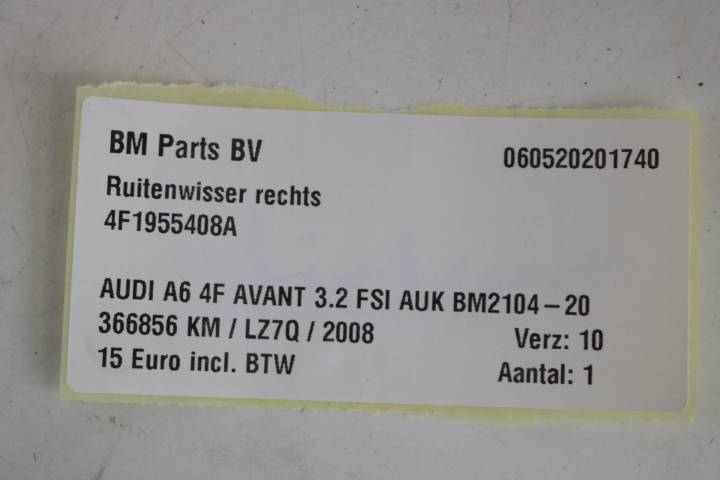 BM Parts BV 060520201740
Ruitenwisser rechts
4F1955408A
AUDI A6 4F AVANT 3.2 FSI AUK BM2104-20
366856 KM / LZ7Q / 2008 Verz: 10
15 Euro incl. BTW Aantal: 1